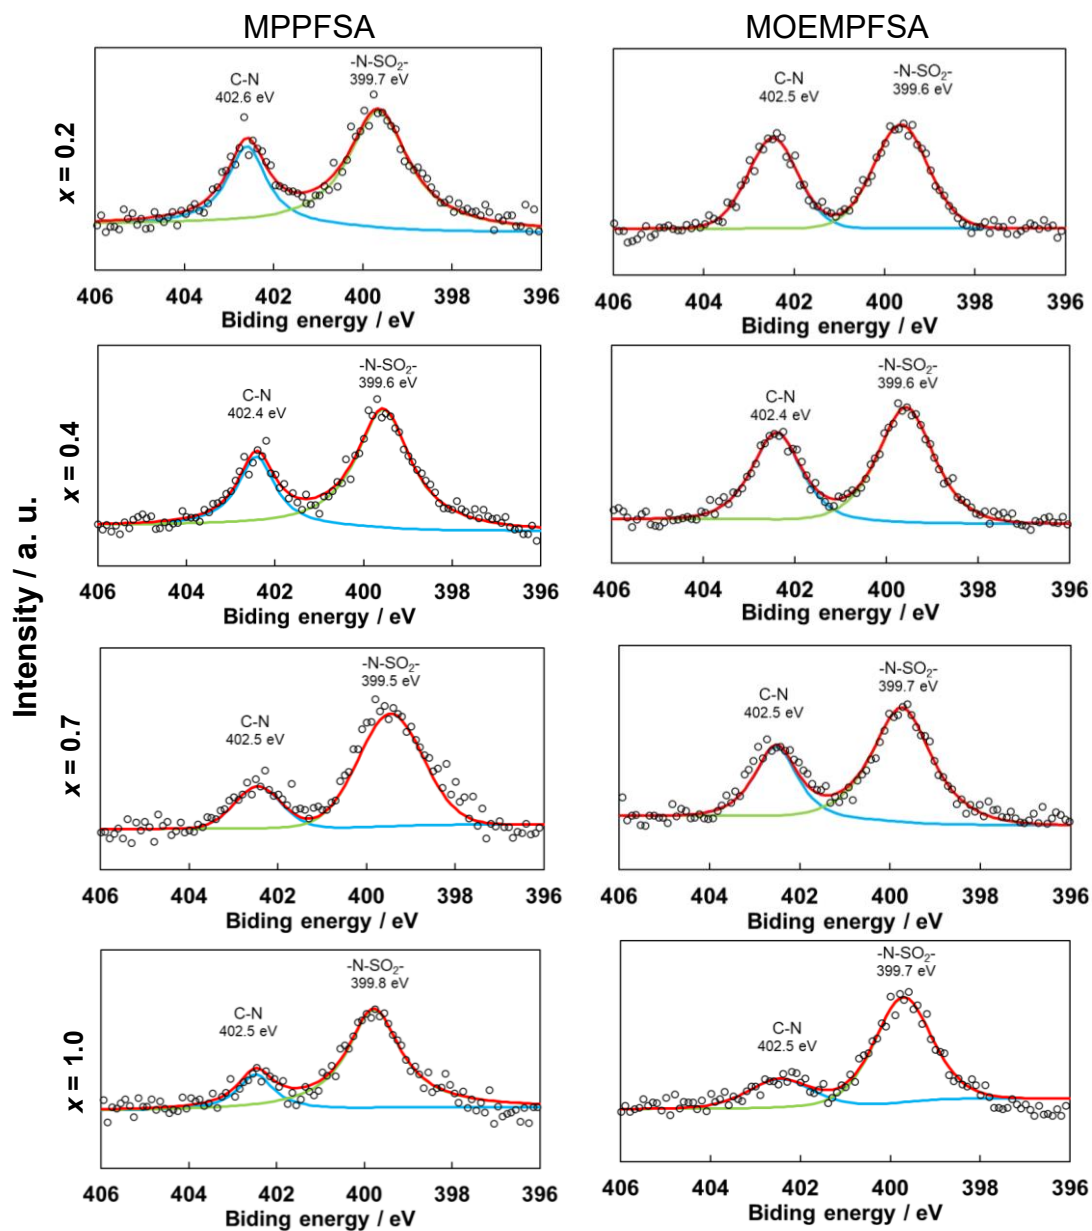 MPPFSA
MOEMPFSA
Intensity / a. u.
x = 0.2
C-N
402.6 eV
-N-SO₂-
399.7 eV
406 404 402 400 398 396
Biding energy / eV
C-N
402.5 eV
-N-SO₂-
399.6 eV
406 404 402 400 398 396
Biding energy / eV
x = 0.4
C-N
402.4 eV
-N-SO₂-
399.6 eV
406 404 402 400 398 396
Biding energy / eV
C-N
402.4 eV
-N-SO₂-
399.6 eV
406 404 402 400 398 396
Biding energy / eV
x = 0.7
C-N
402.5 eV
-N-SO₂-
399.5 eV
406 404 402 400 398 396
Biding energy / eV
C-N
402.5 eV
-N-SO₂-
399.7 eV
406 404 402 400 398 396
Biding energy / eV
x = 1.0
C-N
402.5 eV
-N-SO₂-
399.8 eV
406 404 402 400 398 396
Biding energy / eV
C-N
402.5 eV
-N-SO₂-
399.7 eV
406 404 402 400 398 396
Biding energy / eV